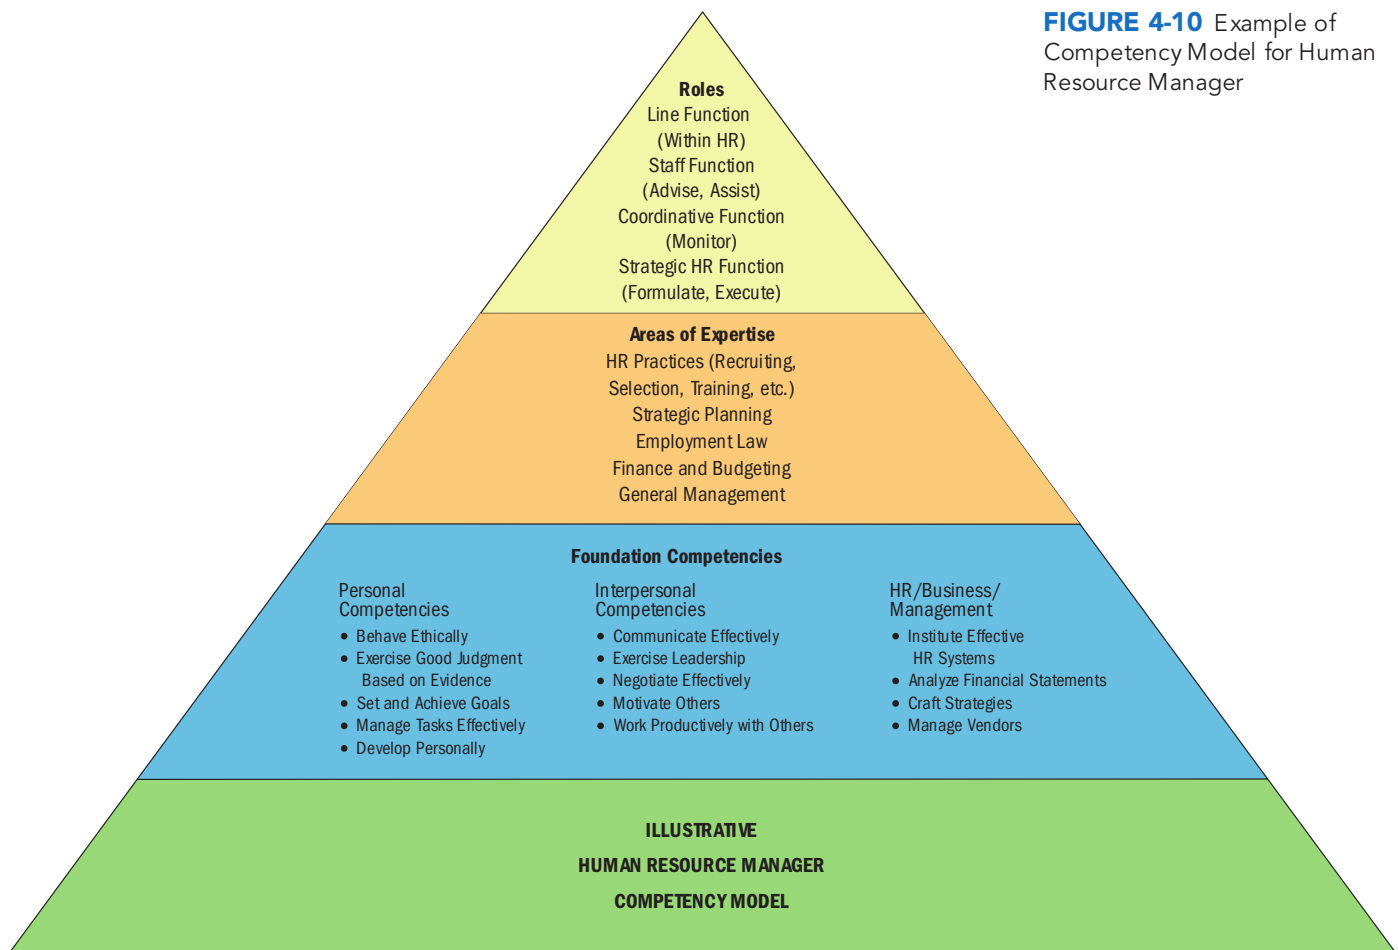 FIGURE 4-10 Example of
Competency Model for Human
Resource Manager
Roles
Line Function
(Within HR)
Staff Function
(Advise, Assist)
Coordinative Function
(Monitor)
Strategic HR Function
(Formulate, Execute)
Areas of Expertise
HR Practices (Recruiting,
Selection, Training, etc.)
Strategic Planning
Employment Law
Finance and Budgeting
General Management
Foundation Competencies
Personal
Competencies
• Behave Ethically
• Exercise Good Judgment
Based on Evidence
• Set and Achieve Goals
• Manage Tasks Effectively
• Develop Personally
Interpersonal
Competencies
• Communicate Effectively
• Exercise Leadership
• Negotiate Effectively
• Motivate Others
• Work Productively with Others
HR/Business/
Management
• Institute Effective
HR Systems
• Analyze Financial Statements
• Craft Strategies
• Manage Vendors
ILLUSTRATIVE
HUMAN RESOURCE MANAGER
COMPETENCY MODEL